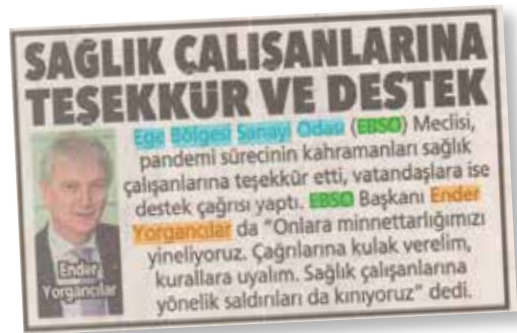 SAĞLIK ÇALIŞANLARINA
TEŞEKKÜR VE DESTEK
Ege Bölgesi Sanayi Odası (EBSO) Meclisi,
pandemi sürecinin kahramanları sağlık
çalışanlarına teşekkür etti, vatandaşlara ise
destek çağrısı yaptı. EBSO Başkanı Ender
Yorgancılar da “Onlara minnettarlığımızı
yineliyoruz. Çağrılarına kulak verelim,
kurallara uyalım. Sağlık çalışanlarına
yönelik saldırıları da kınıyoruz” dedi.
Ender
Yorgancılar